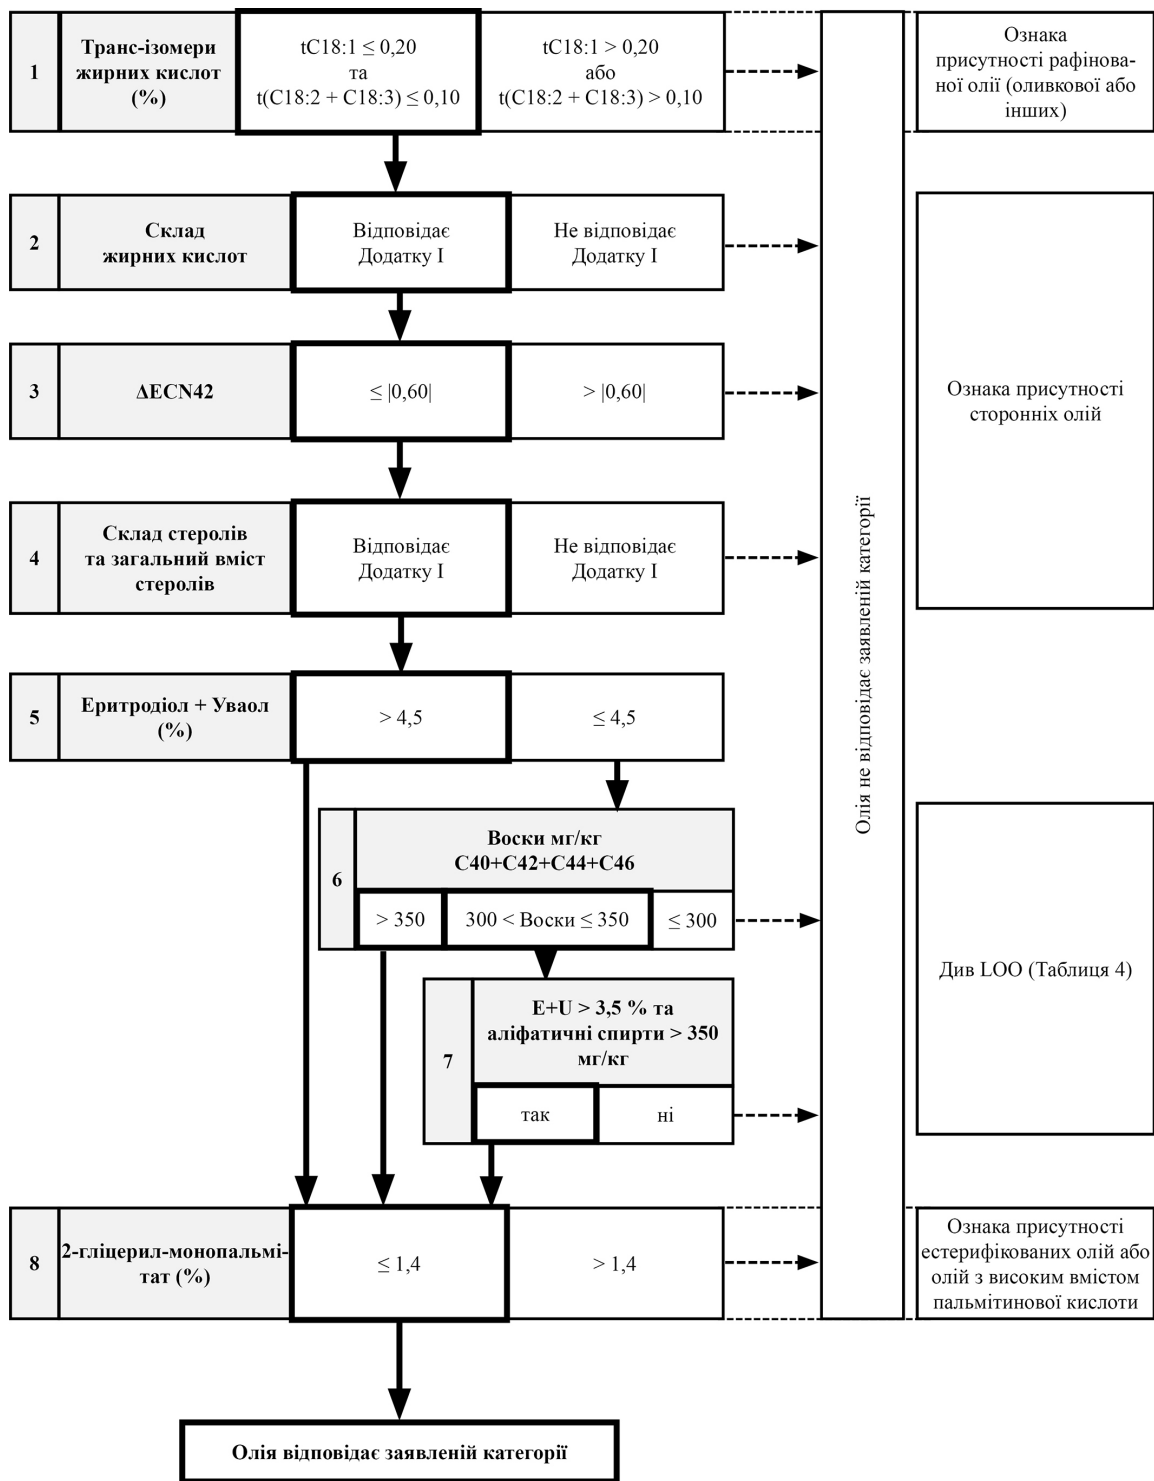 1
Транс-ізомери
жирних кислот
(%)
tC18:1 ≤ 0,20
та
t(C18:2 + C18:3) ≤ 0,10
tC18:1 > 0,20
або
t(C18:2 + C18:3) > 0,10
Ознака
присутності рафінова-
ної олії (оливкової або
інших)
2
Склад
жирних кислот
Відповідає
Додатку I
Не відповідає
Додатку I
3
ΔECN42
≤ |0,60|
> |0,60|
Ознака присутності
сторонніх олій
4
Склад стеролів
та загальний вміст
стеролів
Відповідає
Додатку I
Не відповідає
Додатку I
Олія не відповідає заявленій категорії
5
Еритродіол + Уваол
(%)
> 4,5
≤ 4,5
6
Воски мг/кг
C40+C42+C44+C46
> 350
300 < Воски ≤ 350
≤ 300
Див LOO (Таблиця 4)
7
E+U > 3,5 % та
аліфатичні спирти > 350
мг/кг
так
ні
8
2-гліцерил-монопальмі-
тат (%)
≤ 1,4
> 1,4
Ознака присутності
естерифікованих олій або
олій з високим вмістом
пальмітинової кислоти
Олія відповідає заявленій категорії